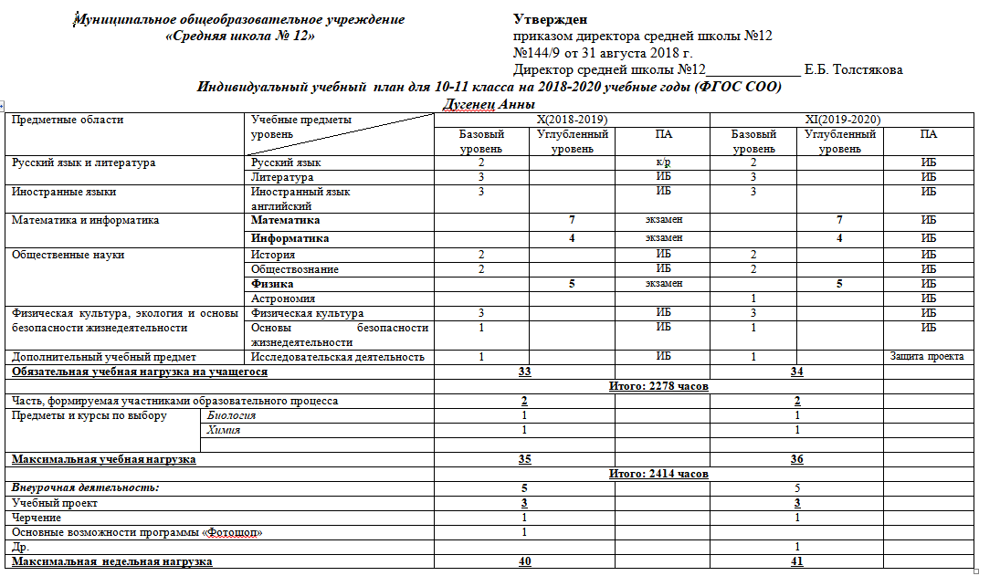 Муниципальное общеобразовательное учреждение
«Средняя школа № 12»
Утвержден
приказом директора средней школы №12
№144/9 от 31 августа 2018 г.
Директор средней школы №12_____________ Е.Б. Толстякова
Индивидуальный учебный план для 10-11 класса на 2018-2020 учебные годы (ФГОС СОО)
Дугенец Анны
Предметные области Учебные предметы X(2018-2019) XI(2019-2020)
уровень Базовый Углубленный ПА Базовый Углубленный ПА
уровень уровень уровень уровень
Русский язык и литература Русский язык 2 к/р 2 ИБ
Литература 3 ИБ 3 ИБ
Иностранные языки Иностранный язык 3 ИБ 3 ИБ
английский
Математика и информатика Математика 7 экзамен 7 ИБ
Информатика 4 экзамен 4 ИБ
Общественные науки История 2 ИБ 2 ИБ
Обществознание 2 ИБ 2 ИБ
Физика 5 экзамен 5 ИБ
Астрономия 1 ИБ
Физическая культура, экология и основы Физическая культура 3 ИБ 3 ИБ
безопасности жизнедеятельности Основы безопасности 1 ИБ 1 ИБ
жизнедеятельности
Дополнительный учебный предмет Исследовательская деятельность 1 ИБ 1 Защита проекта
Обязательная учебная нагрузка на учащегося 33 34
Итого: 2278 часов
Часть, формируемая участниками образовательного процесса 2 2
Предметы и курсы по выбору Биология 1 1
Химия 1 1
Максимальная учебная нагрузка 35 36
Итого: 2414 часов
Внеурочная деятельность: 5 5
Учебный проект 3 3
Черчение 1 1
Основные возможности программы «Фотошоп» 1
Др. 1
Максимальная недельная нагрузка 40 41